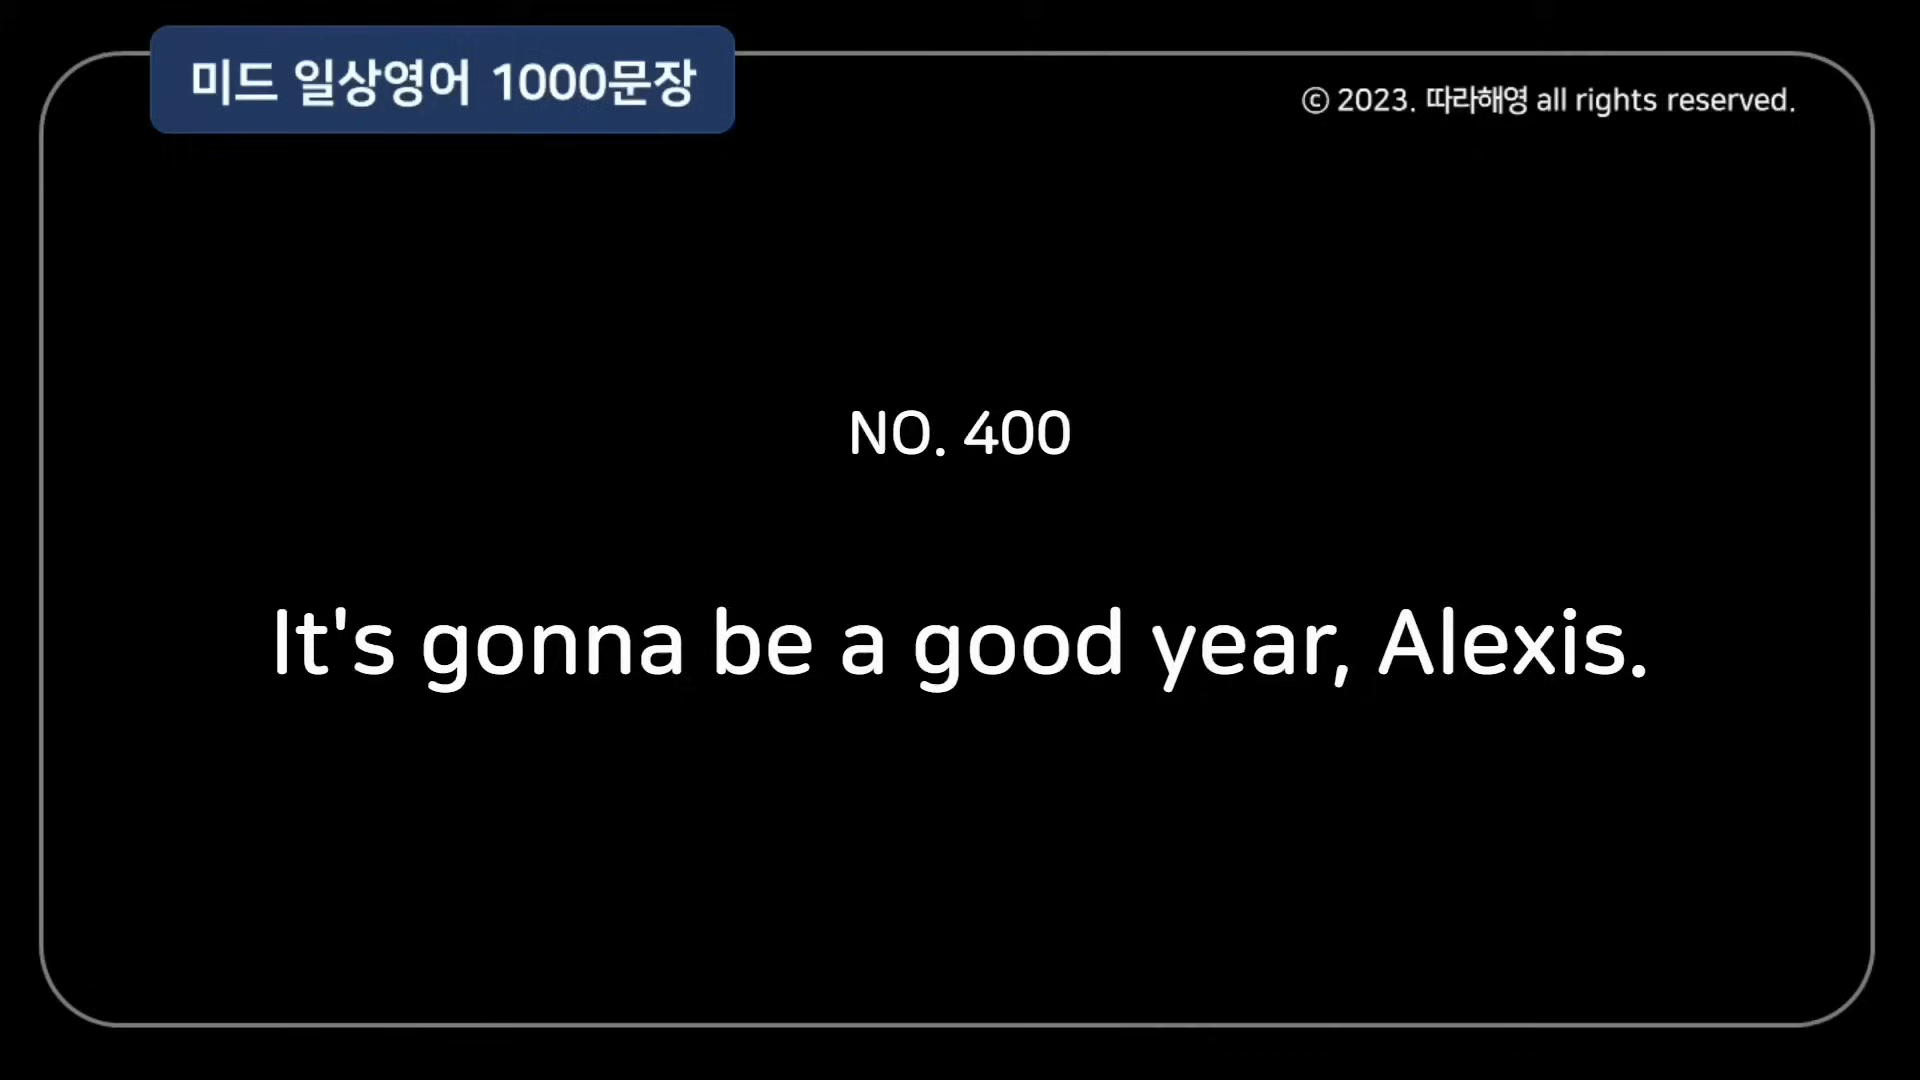 미드 일상영어 1000문장
ⓒ 2023. 따라해영 all rights reserved.
NO. 400
It's gonna be a good year, Alexis.